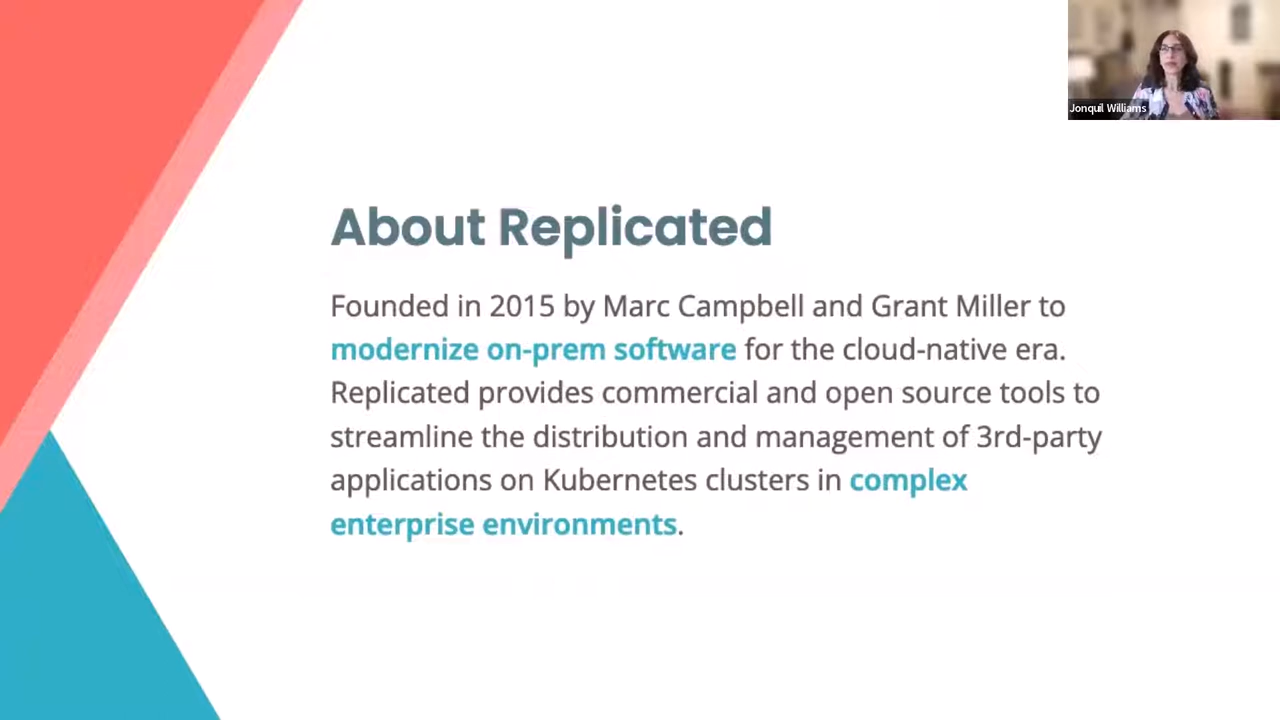 Jonquil Williams
About Replicated
Founded in 2015 by Marc Campbell and Grant Miller to
modernize on-prem software for the cloud-native era.
Replicated provides commercial and open source tools to
streamline the distribution and management of 3rd-party
applications on Kubernetes clusters in complex
enterprise environments.